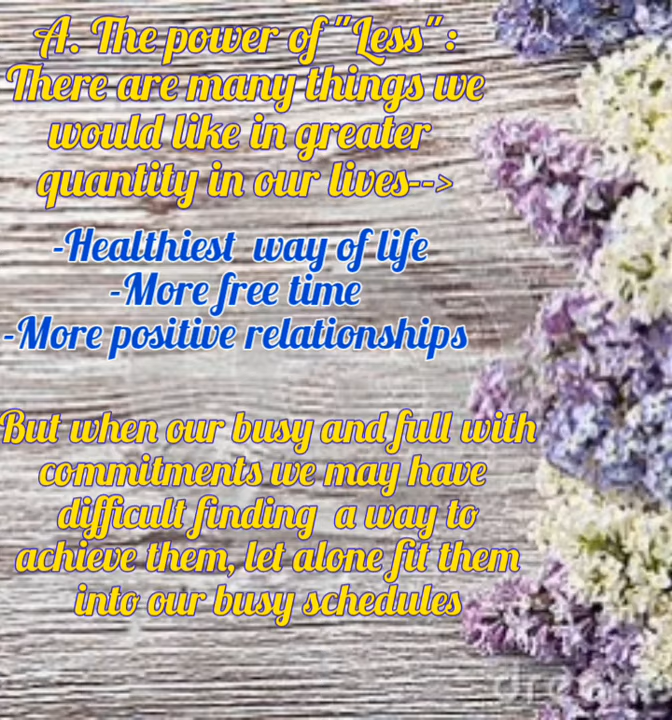 A. The power of "Less":
There are many things we
would like in greater
quantity in our lives-->
-Healthiest way of life
-More free time
-More positive relationships
But when our busy and full with
commitments we may have
difficult finding a way to
achieve them, let alone fit them
into our busy schedules